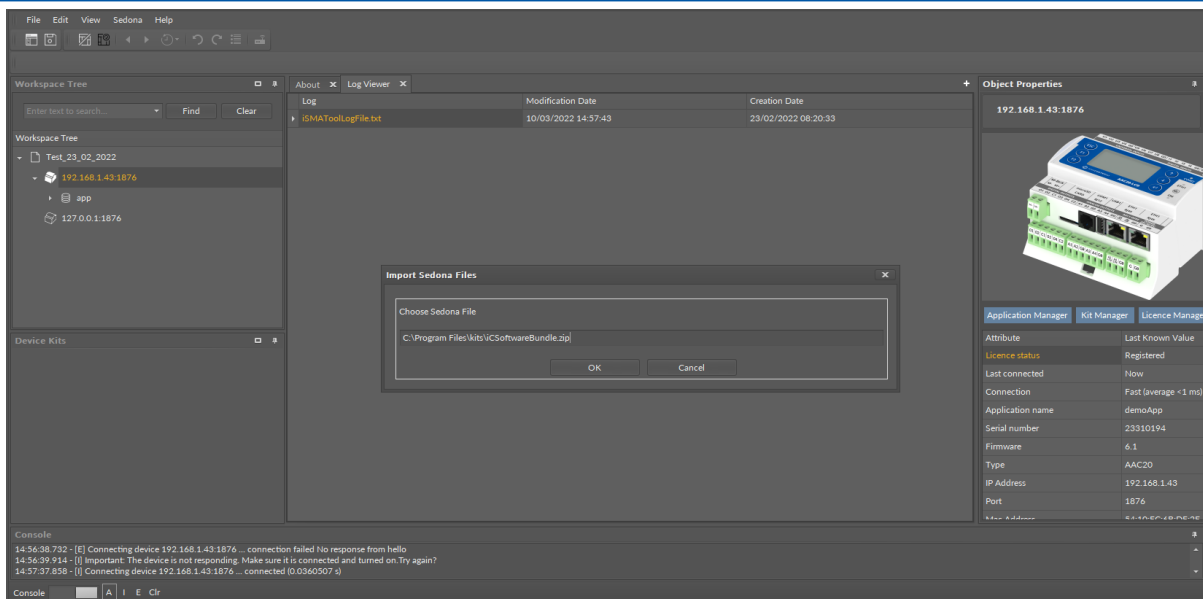 File Edit View Sedona Help
Workspace Tree
Enter text to search...
Find
Clear
Workspace Tree
Test_23_02_2022
192.168.1.43:1876
app
127.0.0.1:1876
Device Kits
About
Log Viewer
Log Modification Date Creation Date
iSMAToolLogFile.txt 10/03/2022 14:57:43 23/02/2022 08:20:33
Import Sedona Files
Choose Sedona File
C:\Program Files\kits\iCSoftwareBundle.zip
OK Cancel
Object Properties
192.168.1.43:1876
Application Manager Kit Manager Licence Manage
Attribute Last Known Value
Licence status Registered
Last connected Now
Connection Fast (average <1 ms)
Application name demoApp
Serial number 23310194
Firmware 6.1
Type AAC20
IP Address 192.168.1.43
Port 1876
Console
14:56:38.732 - [E] Connecting device 192.168.1.43:1876 ... connection failed No response from hello
14:56:39.914 - [I] Important: The device is not responding. Make sure it is connected and turned on.Try again?
14:57:37.858 - [I] Connecting device 192.168.1.43:1876 ... connected (0.0360507 s)
Console A I E Clr